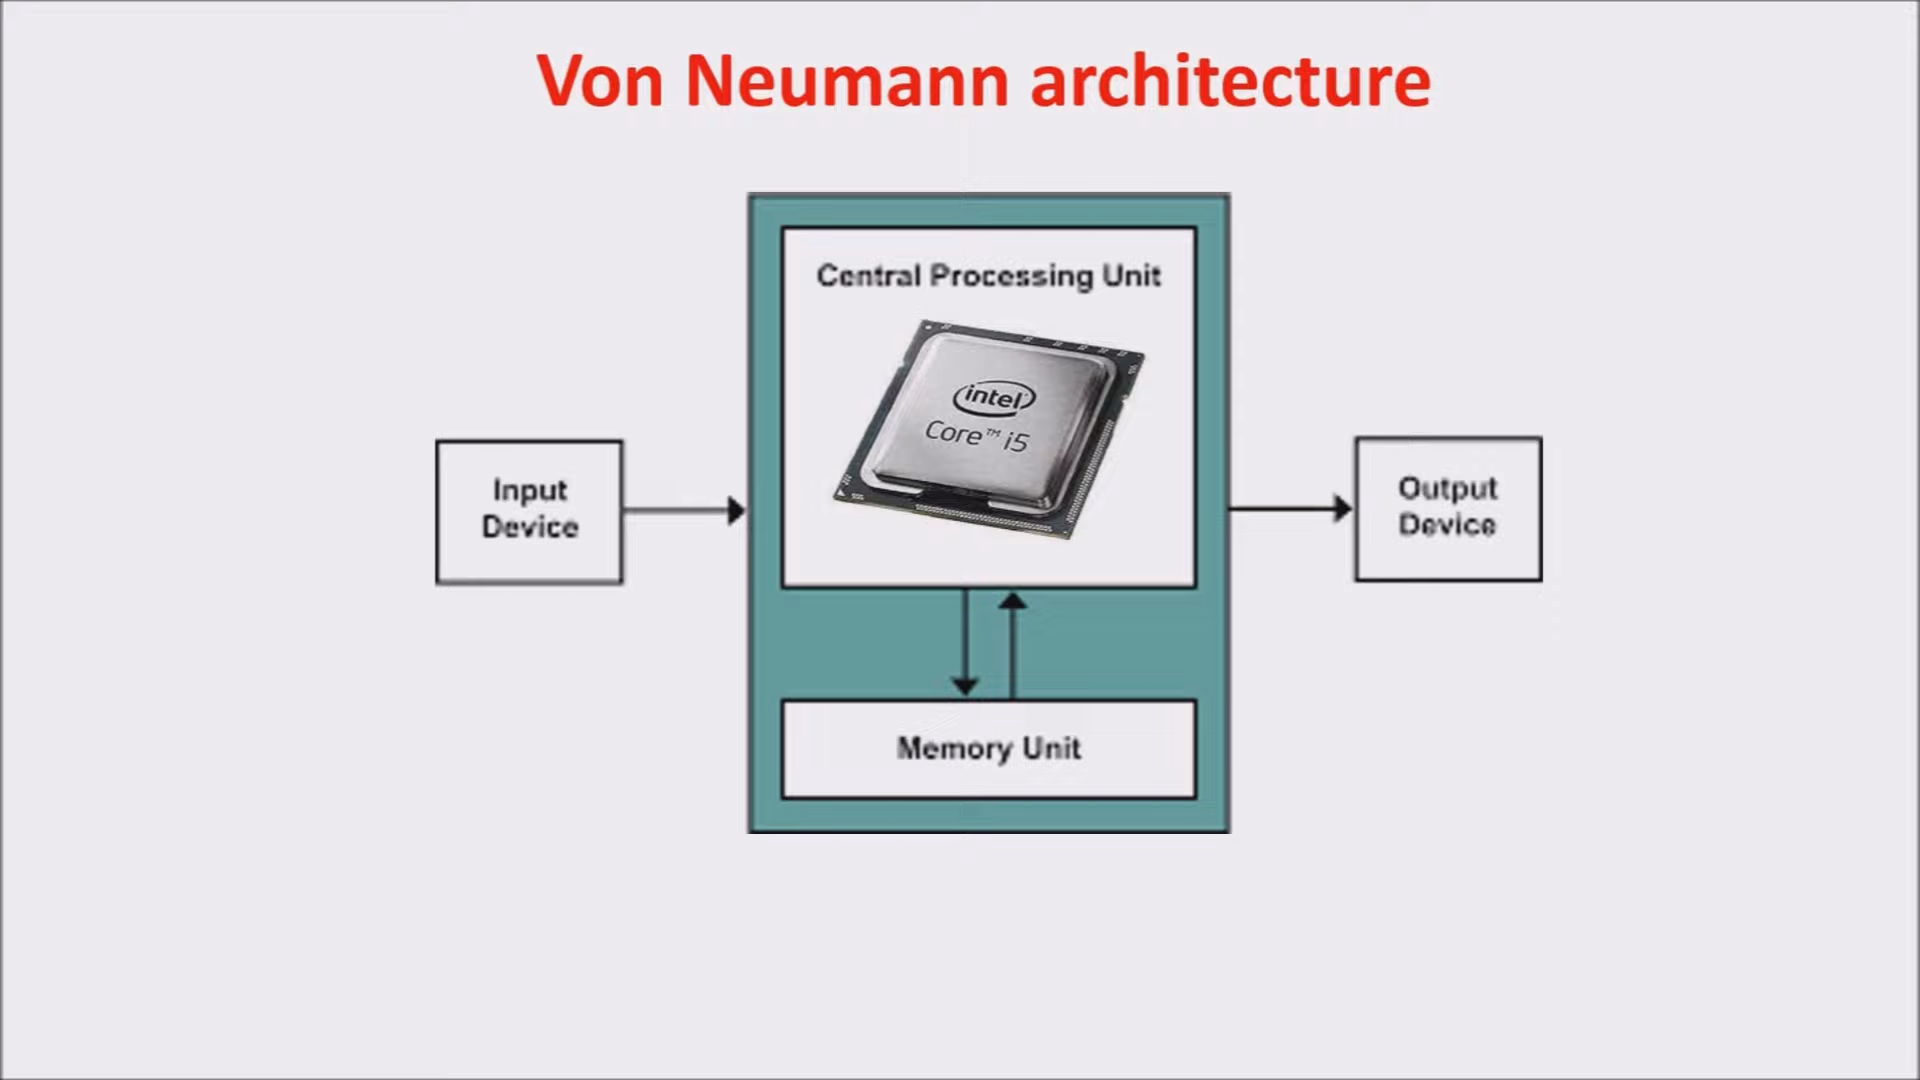 Von Neumann architecture
Central Processing Unit
intel
Core™ i5
Input
Device
Output
Device
Memory Unit